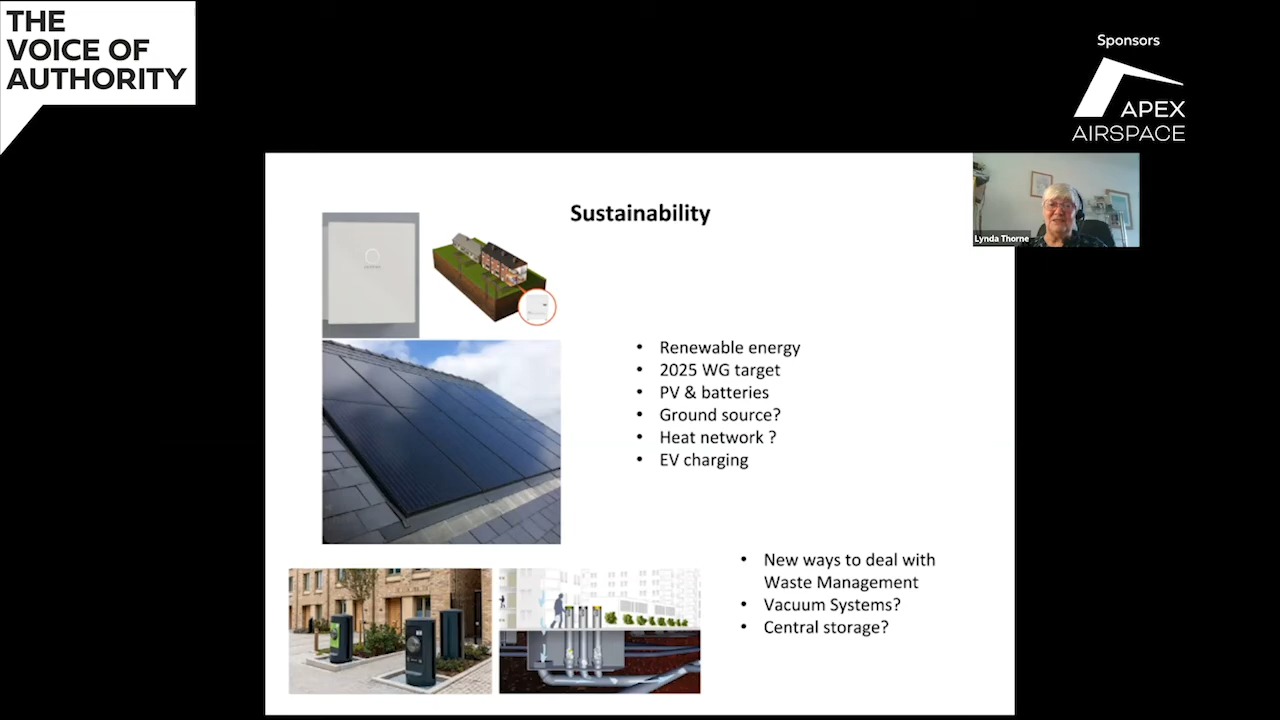 THE
VOICE OF
AUTHORITY
Sponsors
APEX
AIRSPACE
Lynda Thorne
Sustainability
• Renewable energy
• 2025 WG target
• PV & batteries
• Ground source?
• Heat network ?
• EV charging
• New ways to deal with
Waste Management
• Vacuum Systems?
• Central storage?